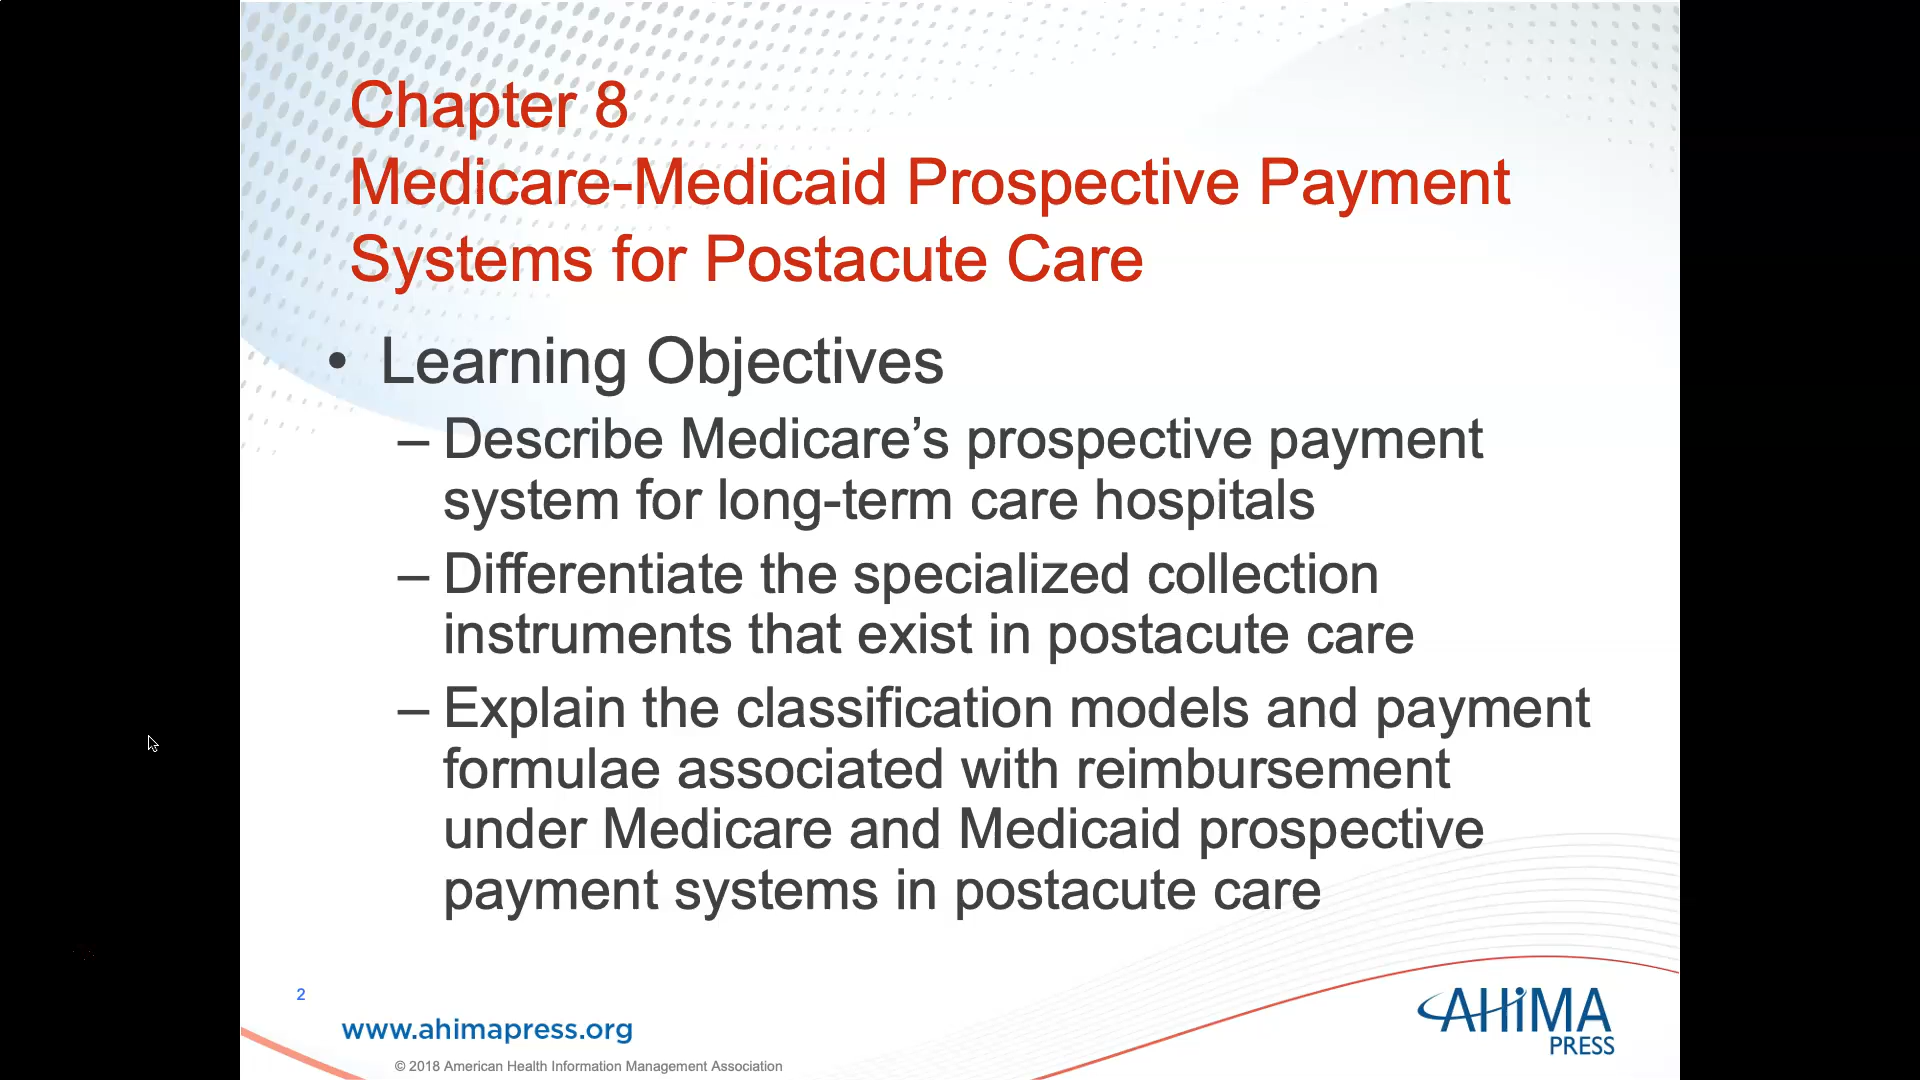 Chapter 8
Medicare-Medicaid Prospective Payment
Systems for Postacute Care
• Learning Objectives
– Describe Medicare’s prospective payment
system for long-term care hospitals
– Differentiate the specialized collection
instruments that exist in postacute care
– Explain the classification models and payment
formulae associated with reimbursement
under Medicare and Medicaid prospective
payment systems in postacute care
2
www.ahimapress.org
© 2018 American Health Information Management Association
AHiMA
PRESS